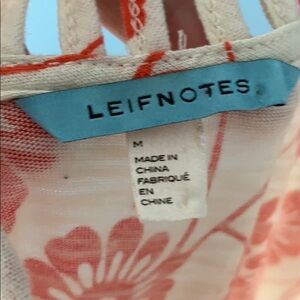 LEIFNOTES
M
MADE IN
CHINA
FABRIQUÉ
EN
CHINE